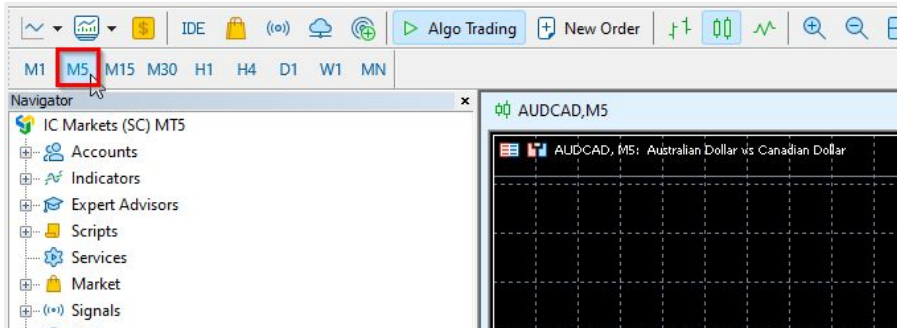 $ IDE Algo Trading New Order
M1 M5 M15 M30 H1 H4 D1 W1 MN
Navigator x
IC Markets (SC) MT5
Accounts
Indicators
Expert Advisors
Scripts
Services
Market
Signals
AUDCAD,M5
AUDCAD, M5: Australian Dollar vs Canadian Dollar